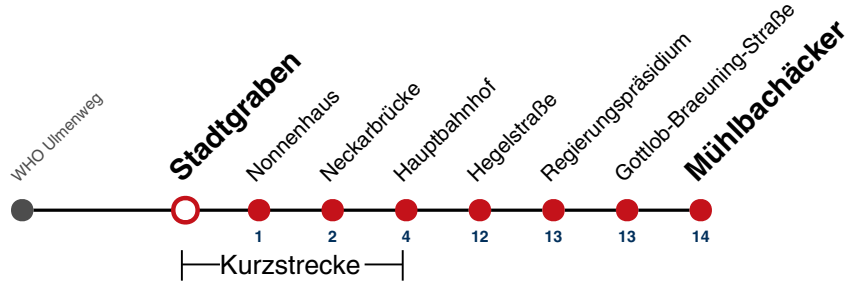 WHO Ulmenweg
Stadtgraben
Nonnenhaus
Neckarbrücke
Hauptbahnhof
Hegelstraße
Regierungspräsidium
Gottlob-Braeuning-Straße
Mühlbachäcker
1 2 4 12 13 13 14
Kurzstrecke